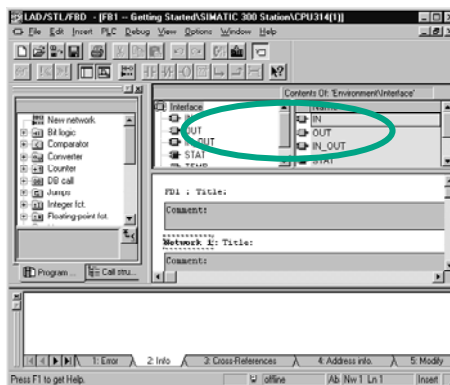 LAD/STL/FBD - [FB1 -- Getting Started\SIMATIC 300 Station\CPU314(1)]
File Edit Insert PLC Debug View Options Window Help
Contents Of: 'Environment\Interface'
Interface
IN
OUT
IN_OUT
STAT
TEMP
Name
IN
OUT
IN_OUT
STAT
New network
Bit logic
Comparator
Converter
Counter
DB call
Jumps
Integer fct.
Floating-point fct.
Program ...
Call stru...
FB1 : Title:
Comment:
Network 1: Title:
Comment:
1: Error
2: Info
3: Cross-References
4: Address info.
5: Modify
Press F1 to get Help.
offline
Ab
Nw 1 Ln 1
Insert